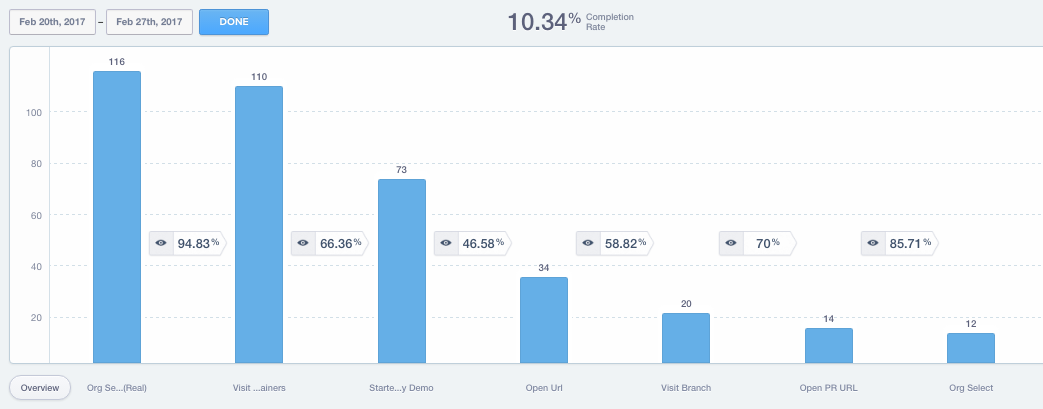 Feb 20th, 2017 – Feb 27th, 2017 DONE
10.34% Completion
Rate
116
110
100
80
73
60
94.83% 66.36% 46.58% 58.82% 70% 85.71%
40
34
20
20
14
12
Overview Org Se...(Real) Visit ...ainers Starte...y Demo Open Url Visit Branch Open PR URL Org Select